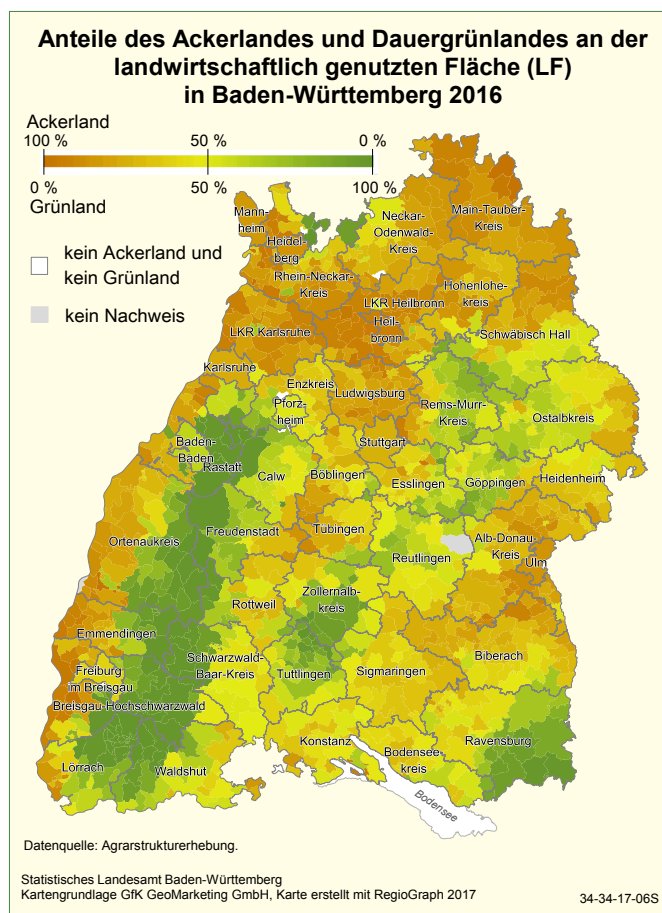 Anteile des Ackerlandes und Dauergrünlandes an der
landwirtschaftlich genutzten Fläche (LF)
in Baden-Württemberg 2016
Ackerland
100 % 50 % 0 %
0 % 50 % 100 %
Grünland
kein Ackerland und
kein Grünland
kein Nachweis
Mann-
heim
Heidel-
berg
Neckar-
Odenwald-
Kreis
Main-Tauber-
Kreis
Rhein-Neckar-
Kreis
Hohenlohe-
kreis
LKR Heilbronn
Heil-
bronn
LKR Karlsruhe
Schwäbisch Hall
Karlsruhe
Enzkreis
Pforz-
heim
Ludwigsburg
Rems-Murr-
Kreis
Ostalbkreis
Baden-
Baden
Rastatt
Stuttgart
Calw
Böblingen
Esslingen
Göppingen
Heidenheim
Ortenaukreis
Freudenstadt
Tübingen
Reutlingen
Alb-Donau-
Kreis
Ulm
Rottweil
Zollernalb-
kreis
Emmendingen
Schwarzwald-
Baar-Kreis
Tuttlingen
Sigmaringen
Biberach
Freiburg
im Breisgau
Breisgau-Hochschwarzwald
Konstanz
Bodensee-
kreis
Ravensburg
Lörrach
Waldshut
Bodensee
Datenquelle: Agrarstrukturerhebung.
Statistisches Landesamt Baden-Württemberg
Kartengrundlage GfK GeoMarketing GmbH, Karte erstellt mit RegioGraph 2017
34-34-17-06S